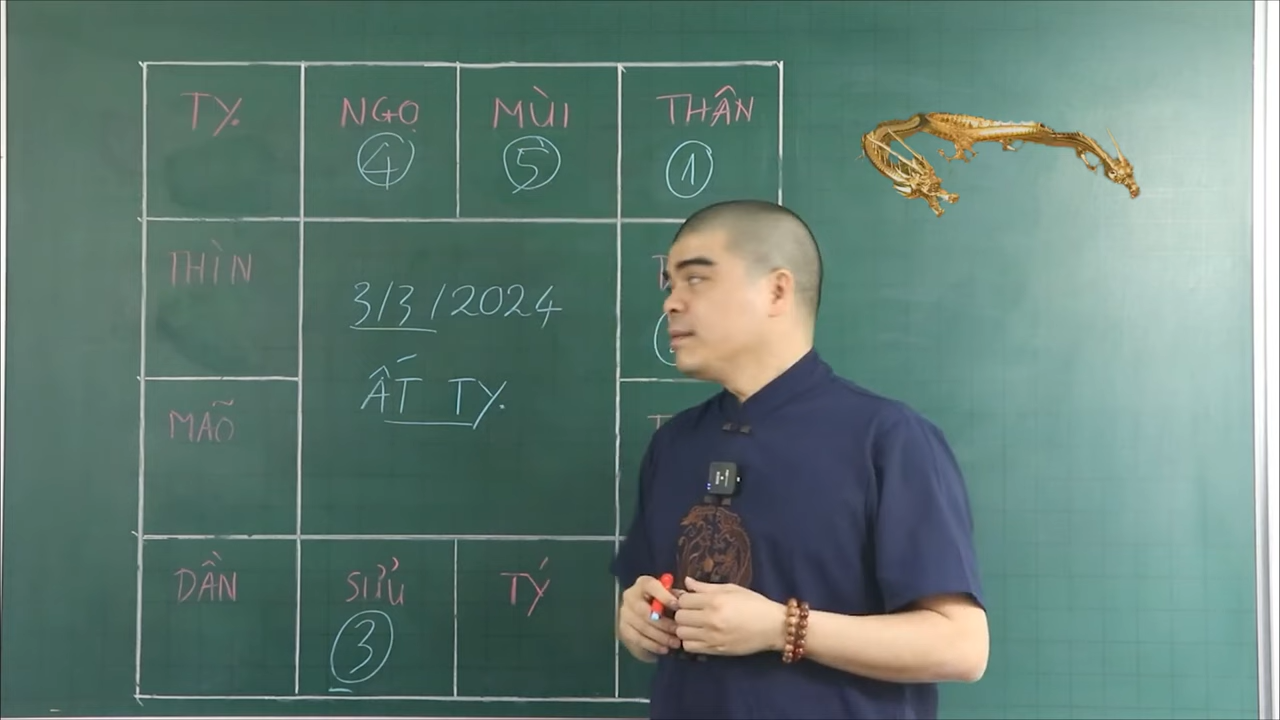 TỴ
NGỌ
MÙI
THÂN
4
5
1
THÌN
3/3/2024
ẤT TỴ
MÃO
DẦN
SỬU
TÝ
3